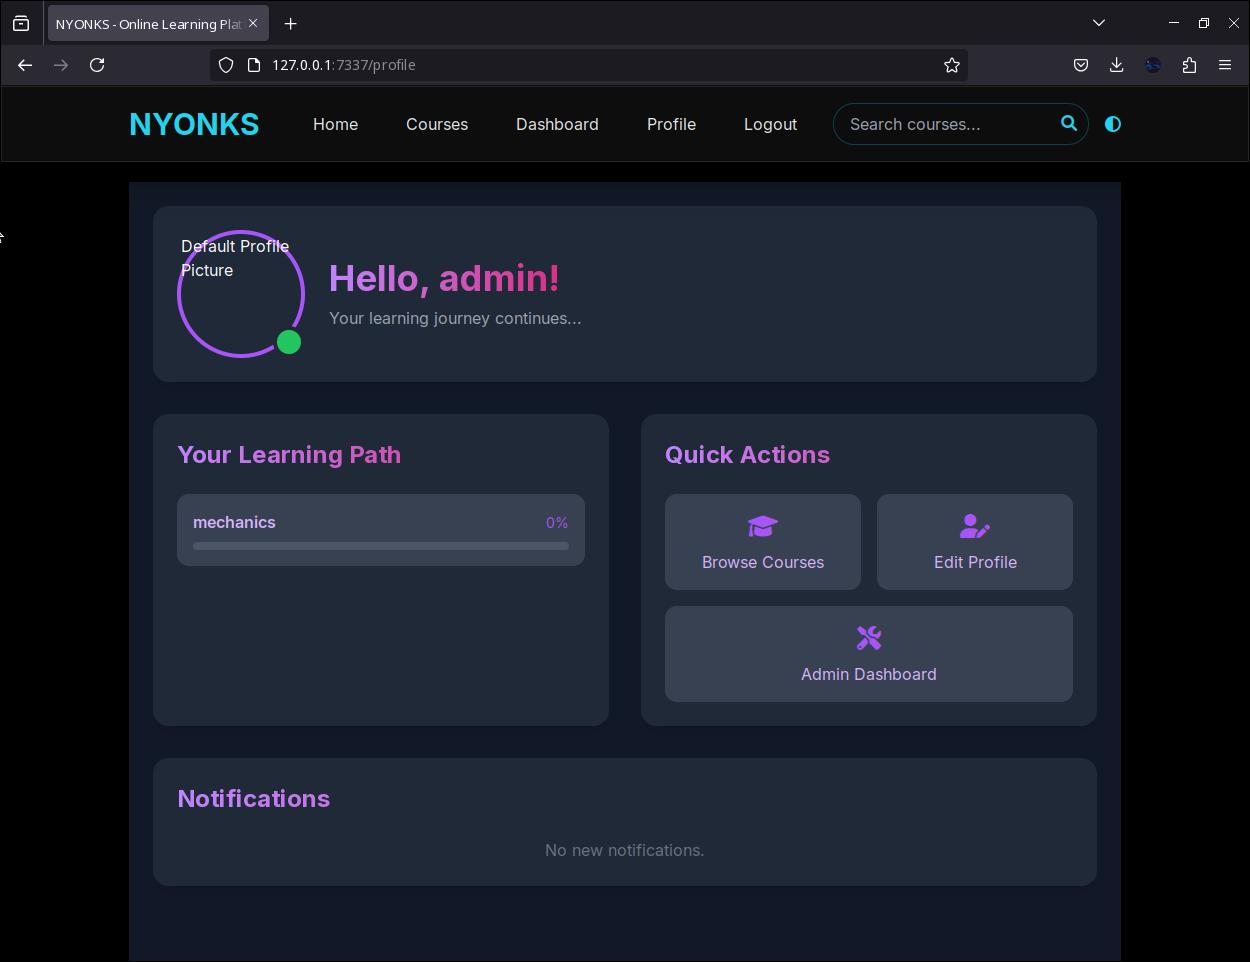 NYONKS - Online Learning Plat
127.0.0.1:7337/profile
NYONKS
Home
Courses
Dashboard
Profile
Logout
Search courses...
Default Profile
Picture
Hello, admin!
Your learning journey continues...
Your Learning Path
mechanics
0%
Quick Actions
Browse Courses
Edit Profile
Admin Dashboard
Notifications
No new notifications.